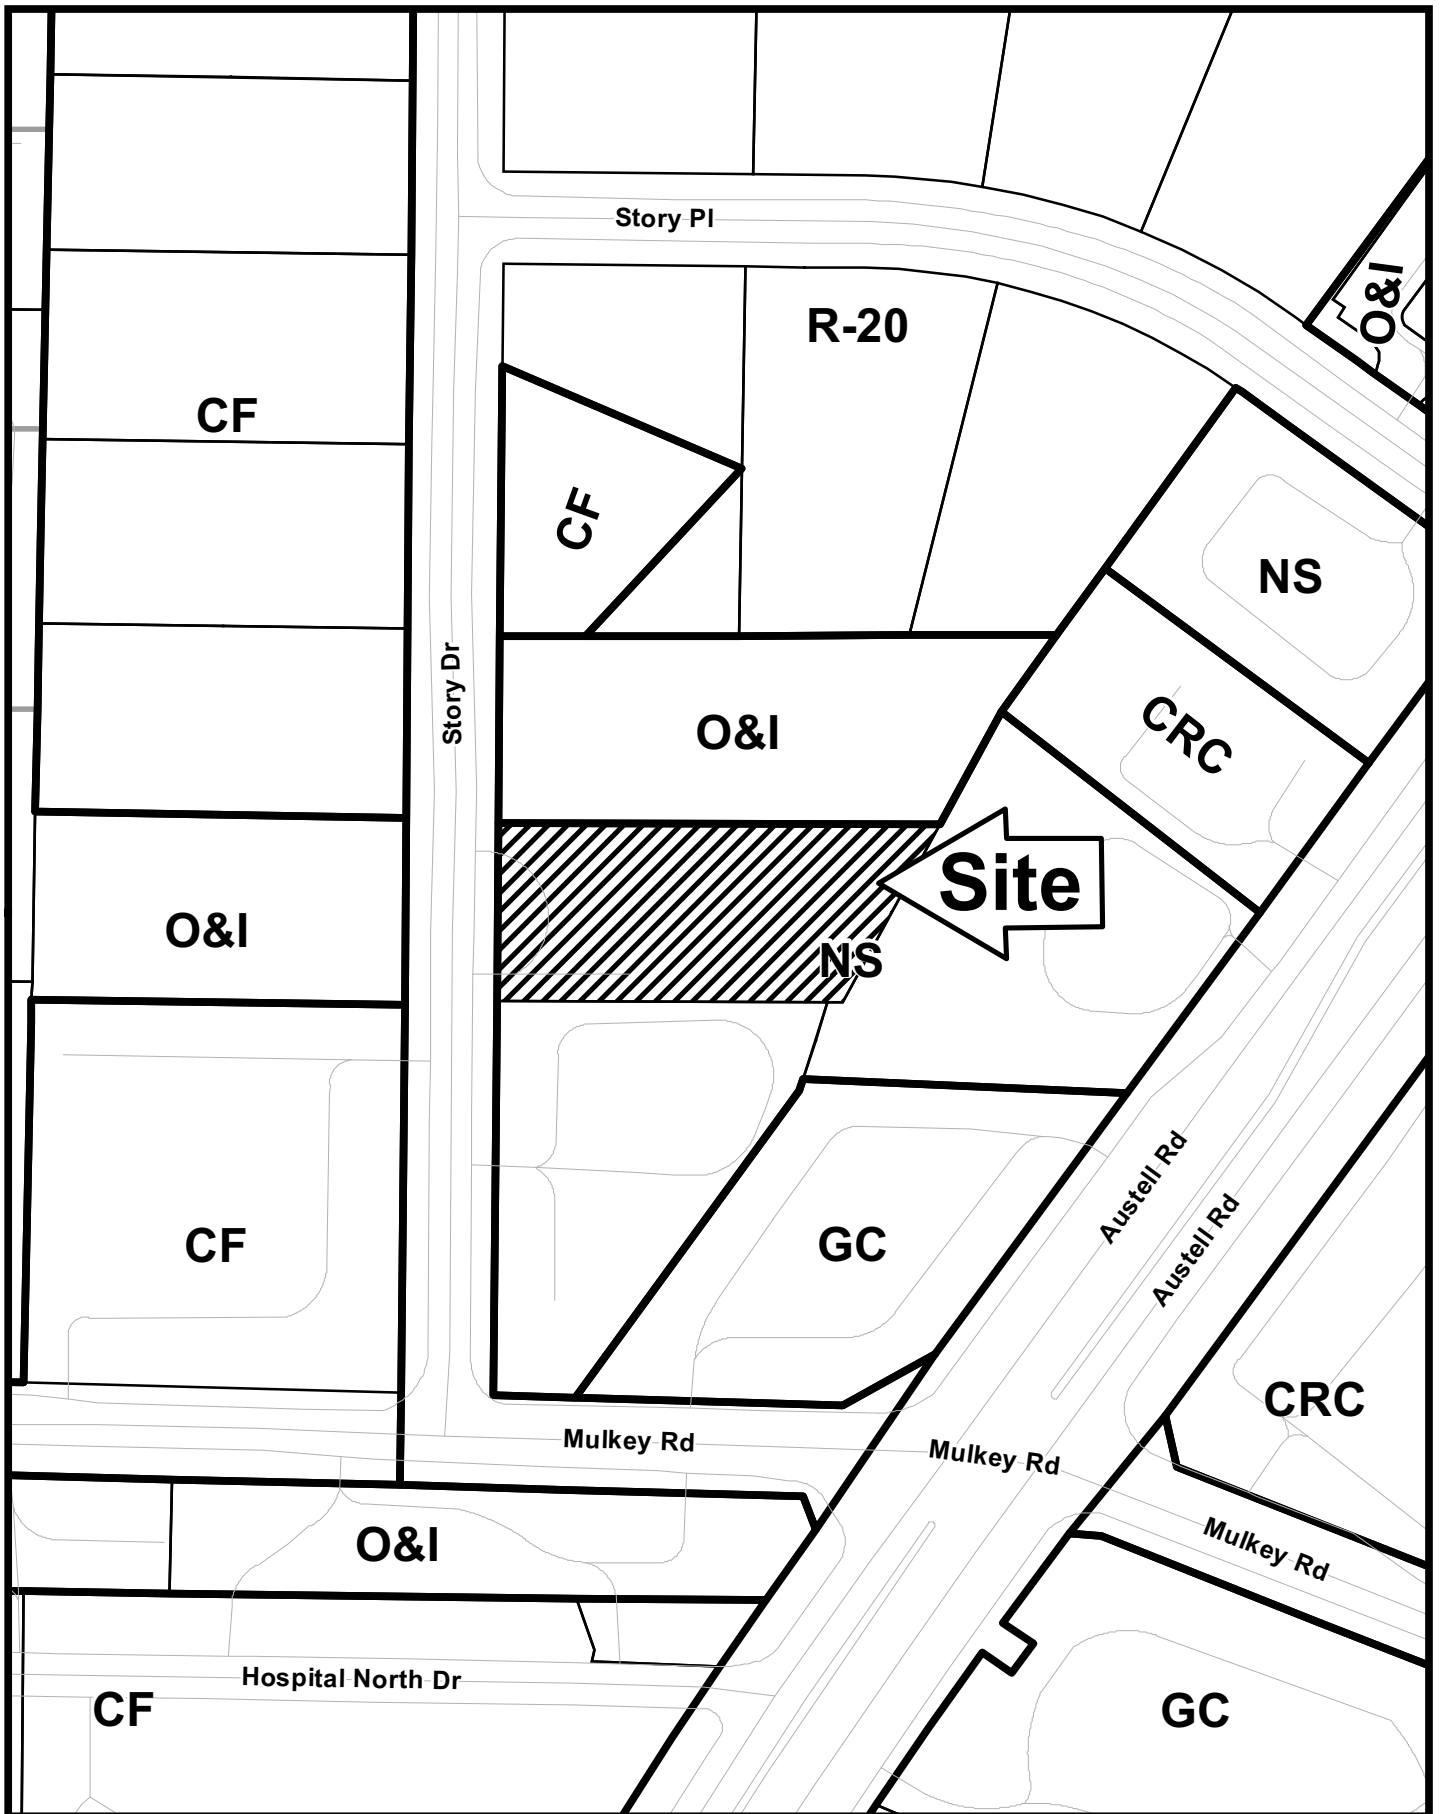 Story Pl
O&I
R-20
CF
CF
NS
Story Dr
O&I
CRC
Site
O&I
NS
Austell Rd
Austell Rd
CF
GC
CRC
Mulkey Rd
Mulkey Rd
Mulkey Rd
O&I
Hospital North Dr
CF
GC